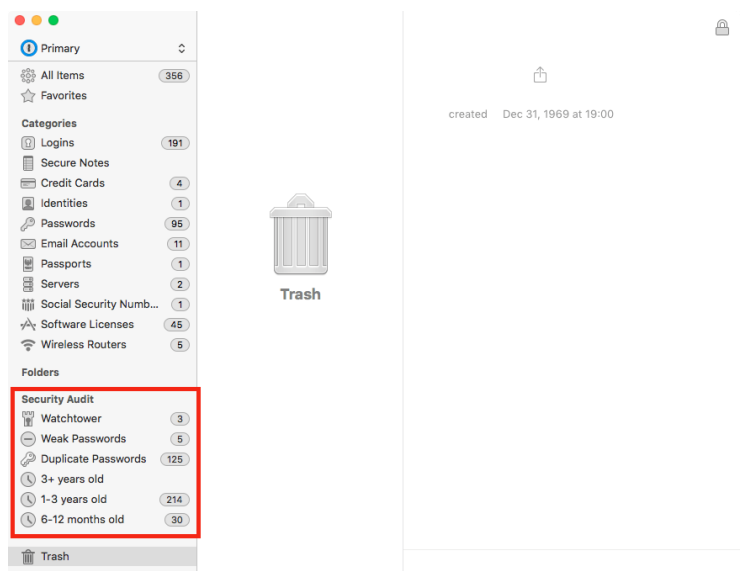 Primary
All Items 356
Favorites
Categories
Logins 191
Secure Notes
Credit Cards 4
Identities 1
Passwords 95
Email Accounts 11
Passports 1
Servers 2
Social Security Numb... 1
Software Licenses 45
Wireless Routers 5
Folders
Security Audit
Watchtower 3
Weak Passwords 5
Duplicate Passwords 125
3+ years old
1-3 years old 214
6-12 months old 30
Trash
Trash
created Dec 31, 1969 at 19:00